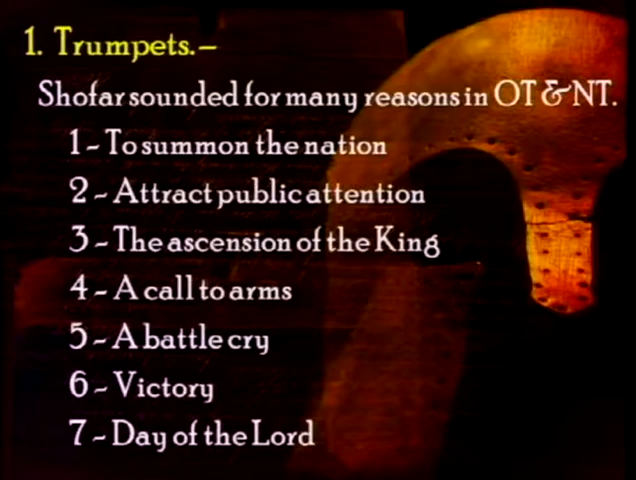 1. Trumpets.–
Shofar sounded for many reasons in OT & NT.
1 - To summon the nation
2 - Attract public attention
3 - The ascension of the King
4 - A call to arms
5 - A battle cry
6 - Victory
7 - Day of the Lord